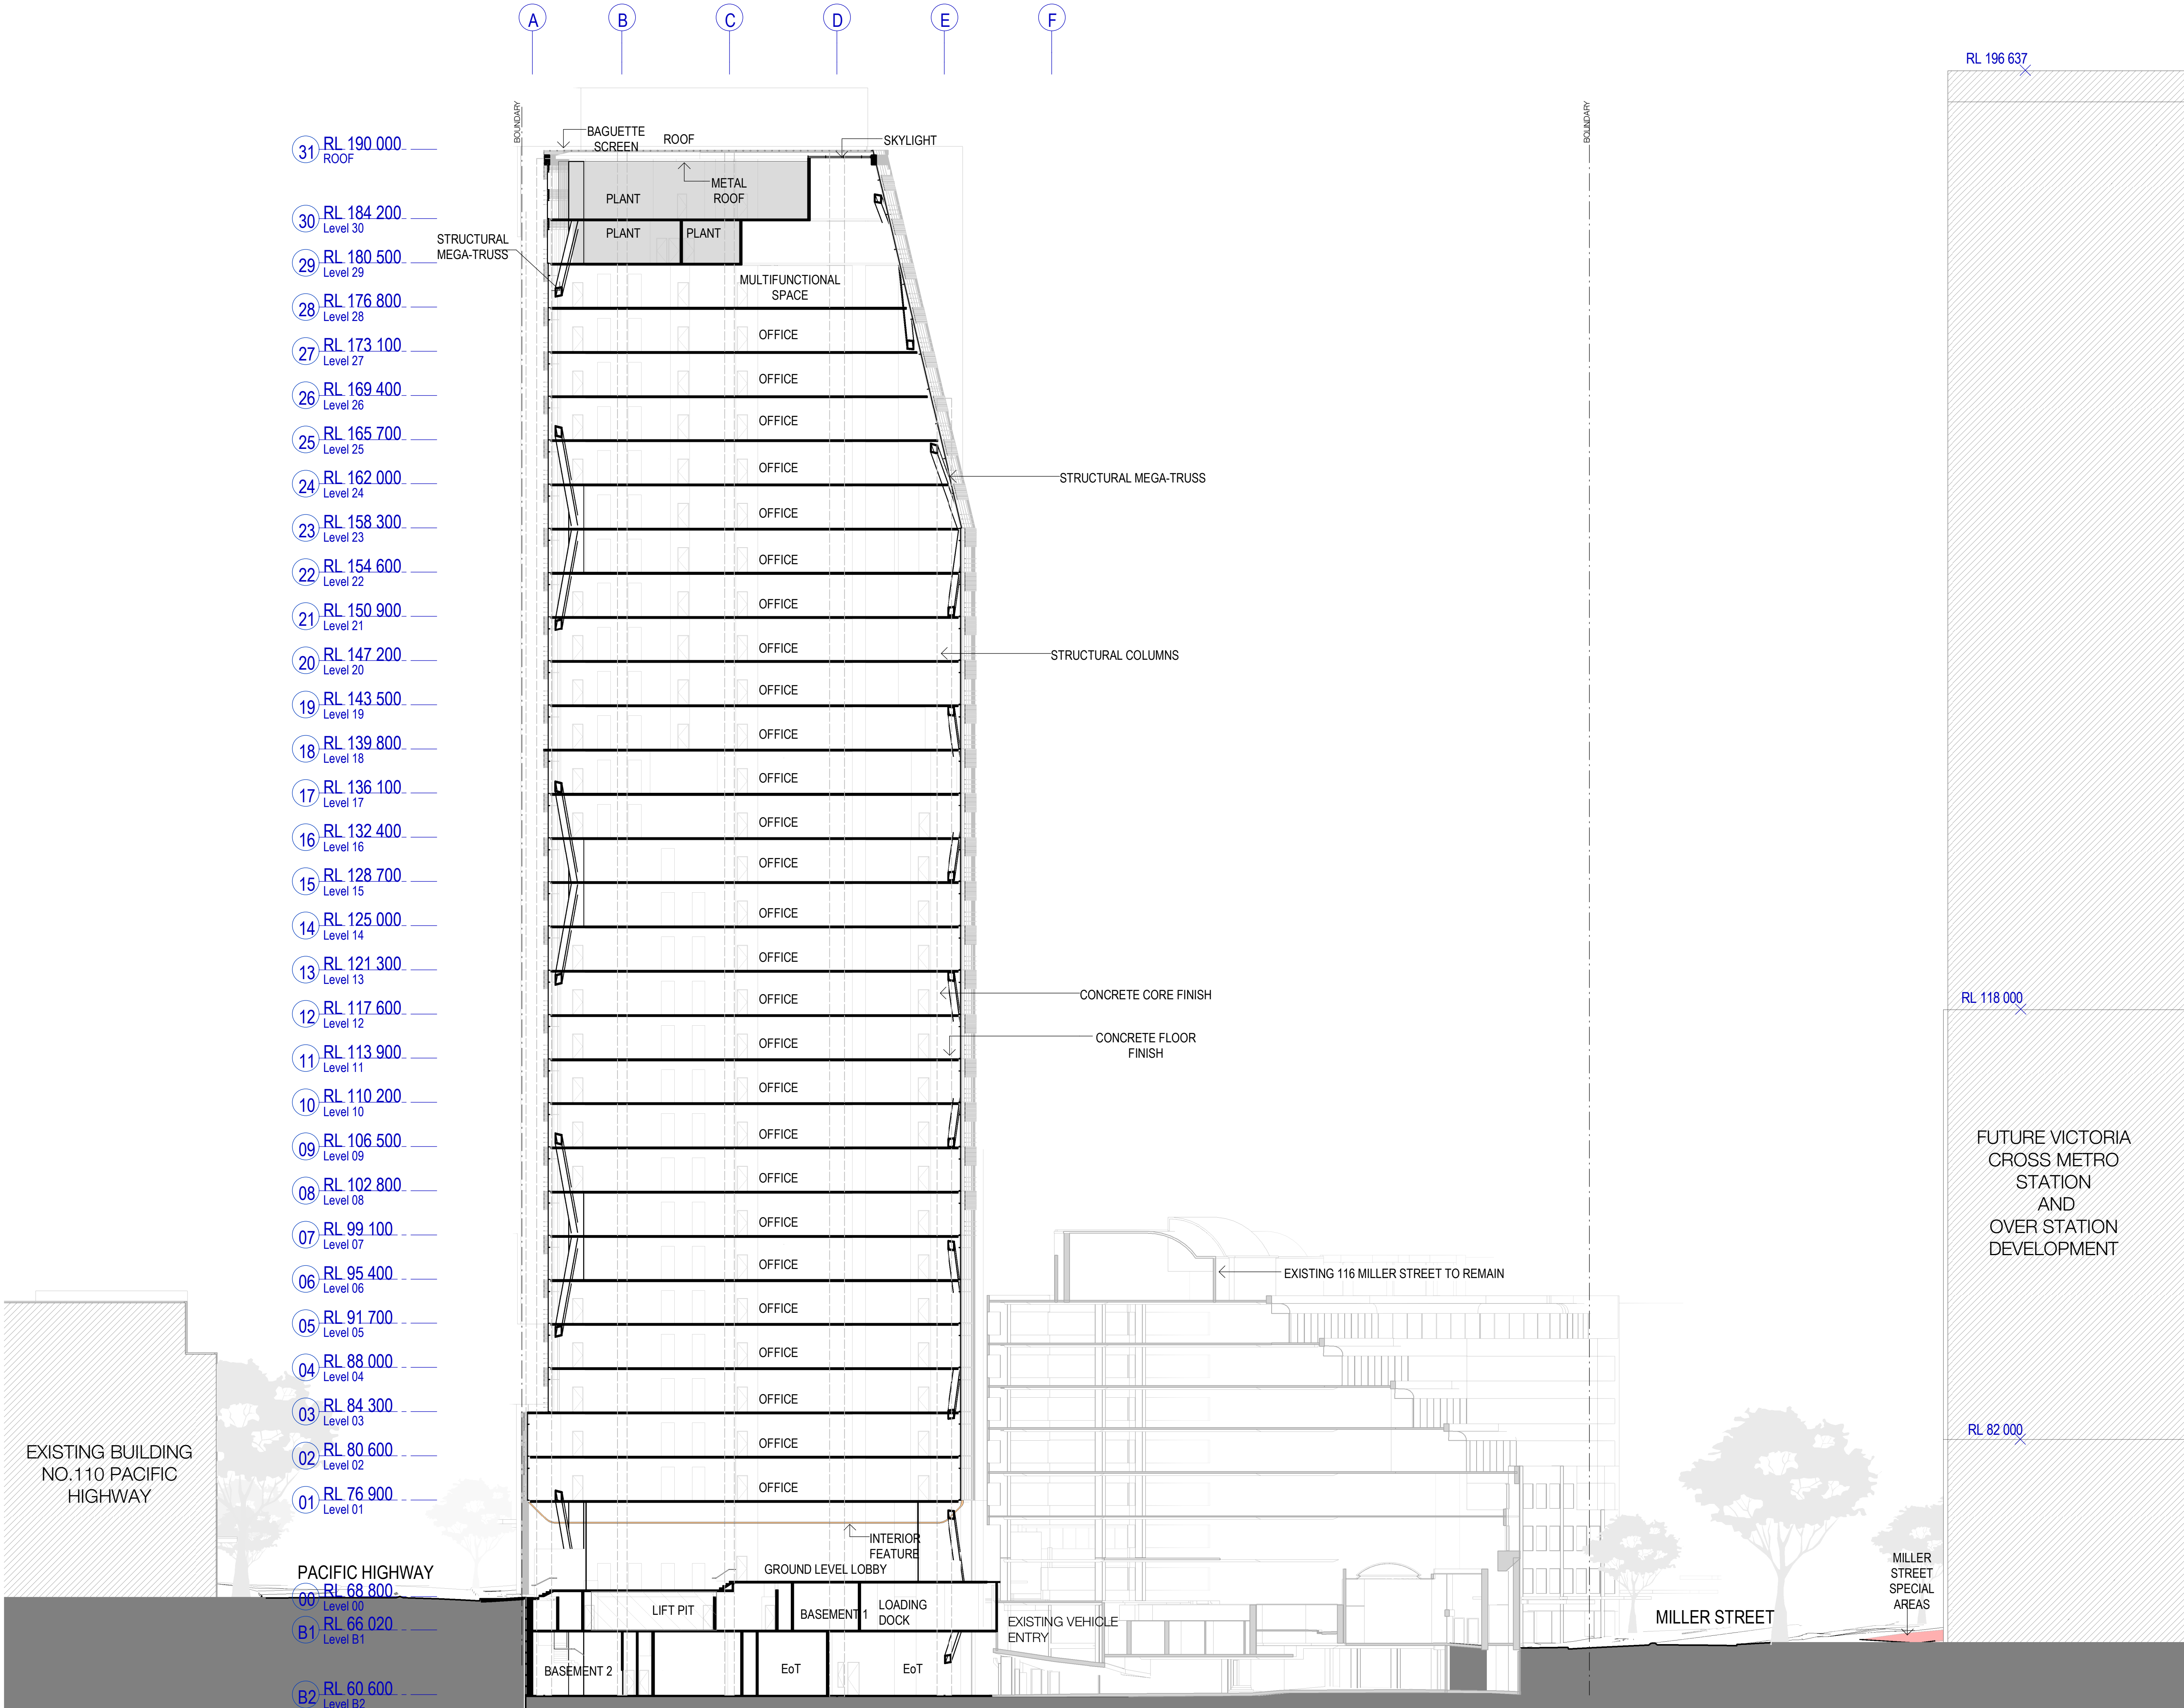 A
B
C
D
E
F
RL 196 637
BOUNDARY
BOUNDARY
BAGUETTE
SCREEN
ROOF
SKYLIGHT
31 RL 190 000
ROOF
METAL
ROOF
PLANT
30 RL 184 200
Level 30
PLANT
PLANT
STRUCTURAL
MEGA-TRUSS
29 RL 180 500
Level 29
MULTIFUNCTIONAL
SPACE
28 RL 176 800
Level 28
OFFICE
27 RL 173 100
Level 27
OFFICE
26 RL 169 400
Level 26
OFFICE
25 RL 165 700
Level 25
OFFICE
STRUCTURAL MEGA-TRUSS
24 RL 162 000
Level 24
OFFICE
23 RL 158 300
Level 23
OFFICE
22 RL 154 600
Level 22
OFFICE
21 RL 150 900
Level 21
OFFICE
STRUCTURAL COLUMNS
20 RL 147 200
Level 20
OFFICE
19 RL 143 500
Level 19
OFFICE
18 RL 139 800
Level 18
OFFICE
17 RL 136 100
Level 17
OFFICE
16 RL 132 400
Level 16
OFFICE
15 RL 128 700
Level 15
OFFICE
14 RL 125 000
Level 14
OFFICE
13 RL 121 300
Level 13
OFFICE
CONCRETE CORE FINISH
RL 118 000
12 RL 117 600
Level 12
OFFICE
CONCRETE FLOOR
FINISH
11 RL 113 900
Level 11
OFFICE
10 RL 110 200
Level 10
OFFICE
09 RL 106 500
Level 09
OFFICE
08 RL 102 800
Level 08
OFFICE
07 RL 99 100
Level 07
OFFICE
06 RL 95 400
Level 06
OFFICE
05 RL 91 700
Level 05
OFFICE
04 RL 88 000
Level 04
OFFICE
03 RL 84 300
Level 03
OFFICE
02 RL 80 600
Level 02
OFFICE
01 RL 76 900
Level 01
FUTURE VICTORIA
CROSS METRO
STATION
AND
OVER STATION
DEVELOPMENT
EXISTING 116 MILLER STREET TO REMAIN
RL 82 000
EXISTING BUILDING
NO.110 PACIFIC
HIGHWAY
INTERIOR
FEATURE
GROUND LEVEL LOBBY
PACIFIC HIGHWAY
00 RL 68 800
Level 00
LIFT PIT
BASEMENT 1
LOADING
DOCK
EXISTING VEHICLE
ENTRY
MILLER STREET
MILLER
STREET
SPECIAL
AREAS
B1 RL 66 020
Level B1
BASEMENT 2
EoT
EoT
B2 RL 60 600
Level B2